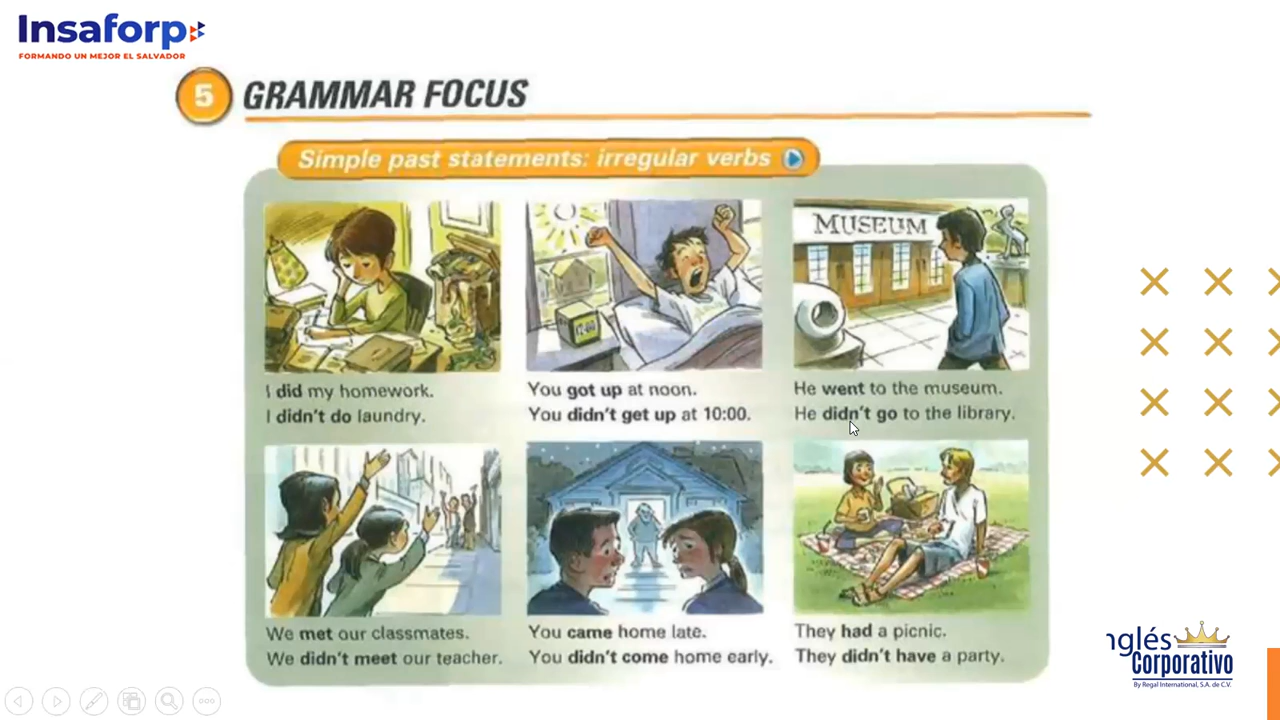 Insaforp
FORMANDO UN MEJOR EL SALVADOR
5 GRAMMAR FOCUS
Simple past statements: irregular verbs
MUSEUM
I did my homework.
I didn't do laundry.
You got up at noon.
You didn't get up at 10:00.
He went to the museum.
He didn't go to the library.
We met our classmates.
We didn't meet our teacher.
You came home late.
You didn't come home early.
They had a picnic.
They didn't have a party.
nglés
Corporativo
By Regal International, S.A. de C.V.